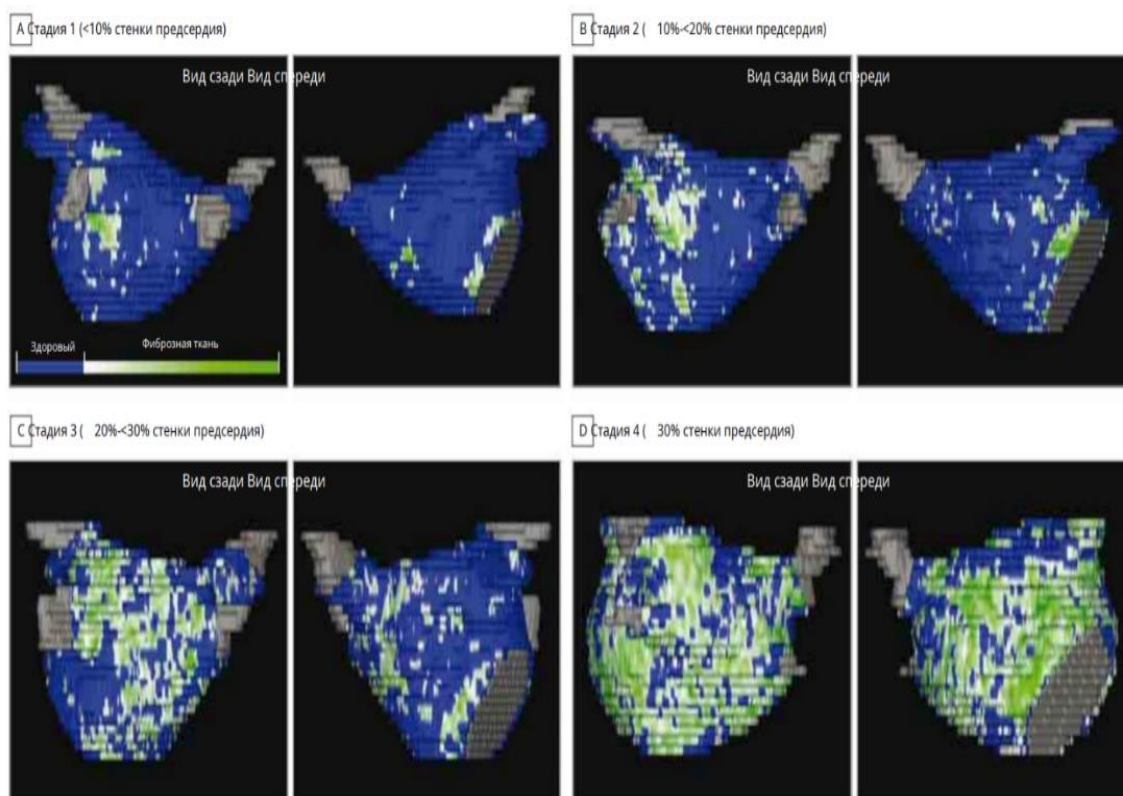 A Стадия 1 (<10% стенки предсердия)
Вид сзади Вид спереди
Здоровый
Фиброзная ткань
B Стадия 2 ( 10%-<20% стенки предсердия)
Вид сзади Вид спереди
C Стадия 3 ( 20%-<30% стенки предсердия)
Вид сзади Вид спереди
D Стадия 4 ( 30% стенки предсердия)
Вид сзади Вид спереди